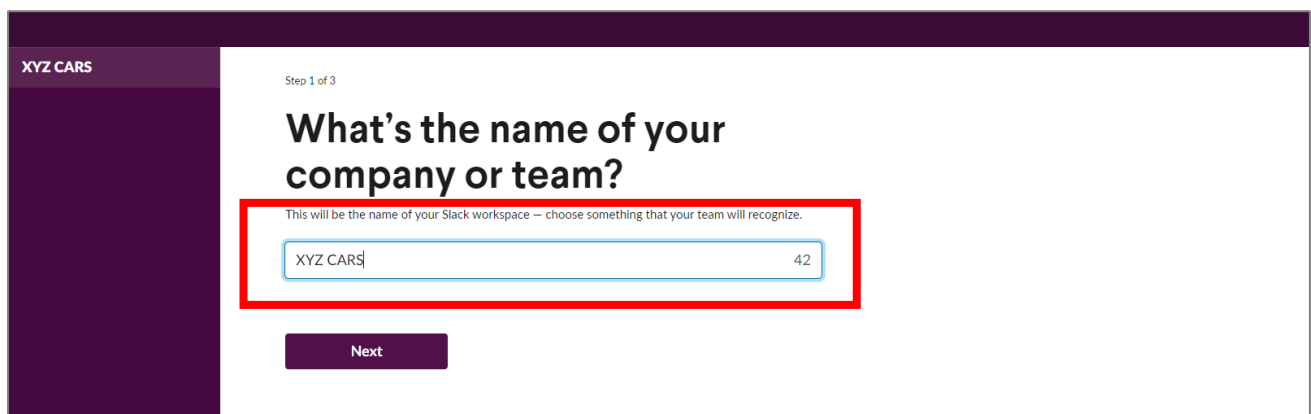 XYZ CARS
Step 1 of 3
What's the name of your
company or team?
This will be the name of your Slack workspace — choose something that your team will recognize.
XYZ CARS 42
Next